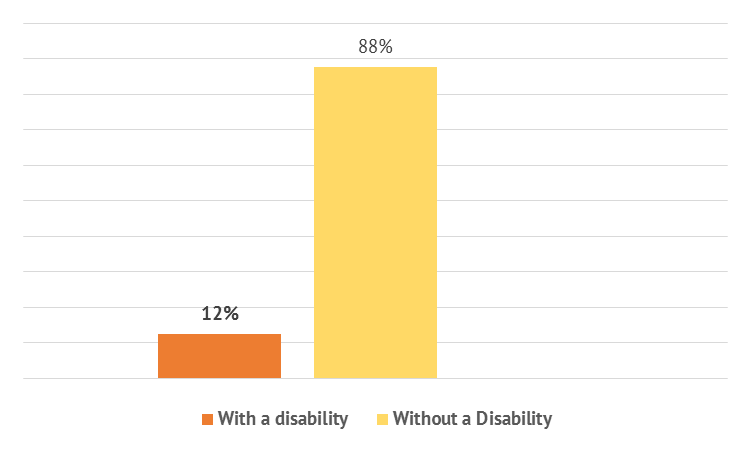 88%
12%
With a disability
Without a Disability